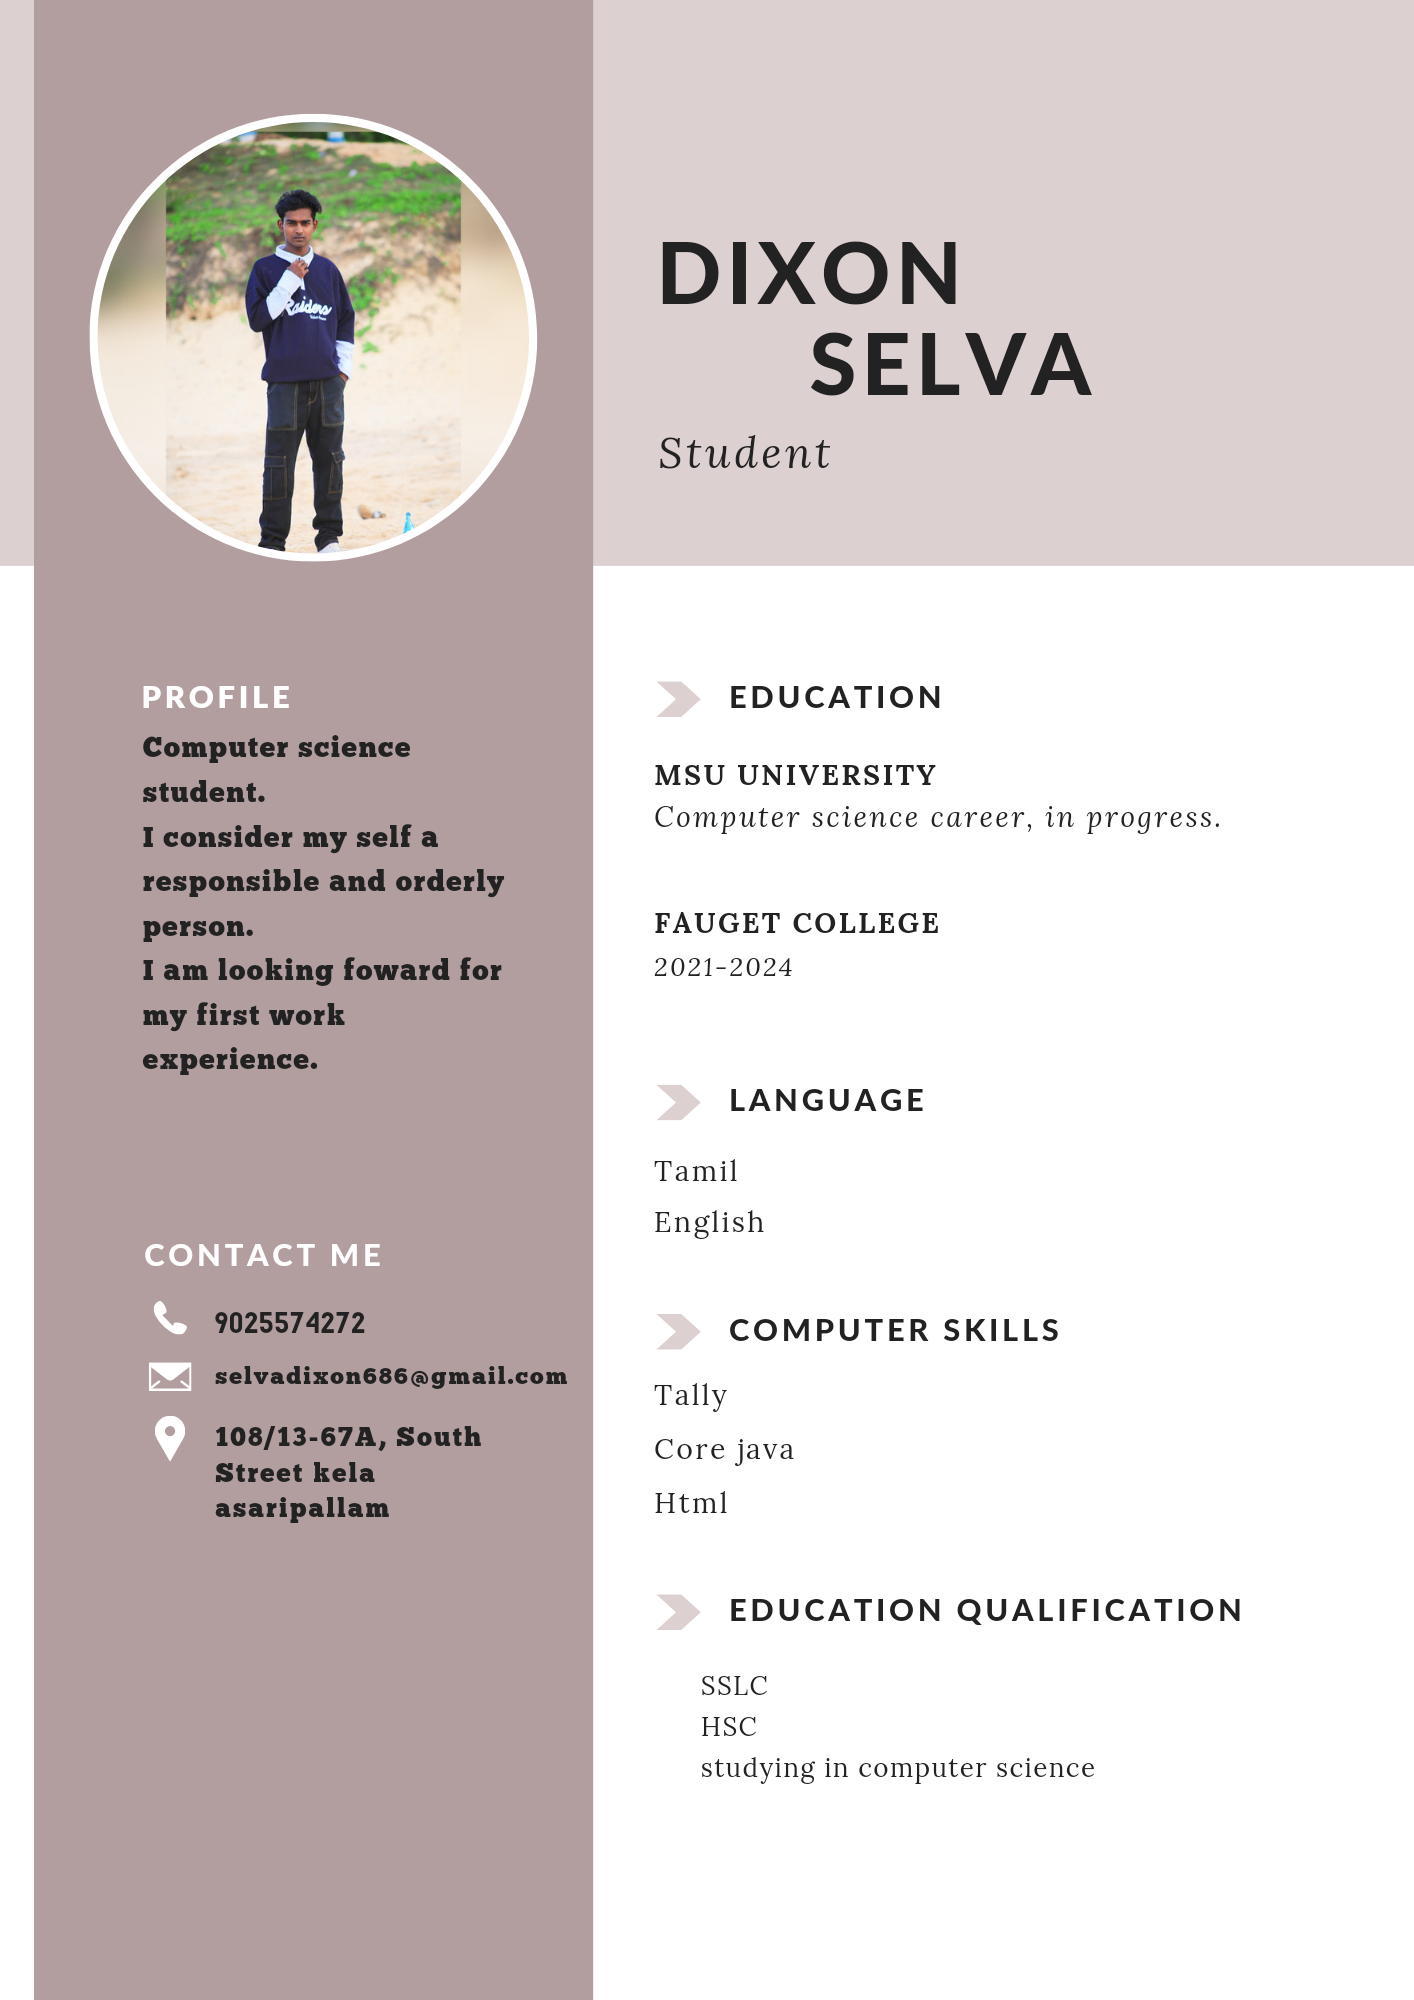 DIXON
SELVA
Student
Raiders
PROFILE
Computer science
student.
I consider my self a
responsible and orderly
person.
I am looking foward for
my first work
experience.
CONTACT ME
9025574272
selvadixon686@gmail.com
108/13-67A, South
Street kela
asaripallam
EDUCATION
MSU UNIVERSITY
Computer science career, in progress.
FAUGET COLLEGE
2021-2024
LANGUAGE
Tamil
English
COMPUTER SKILLS
Tally
Core java
Html
EDUCATION QUALIFICATION
SSLC
HSC
studying in computer science